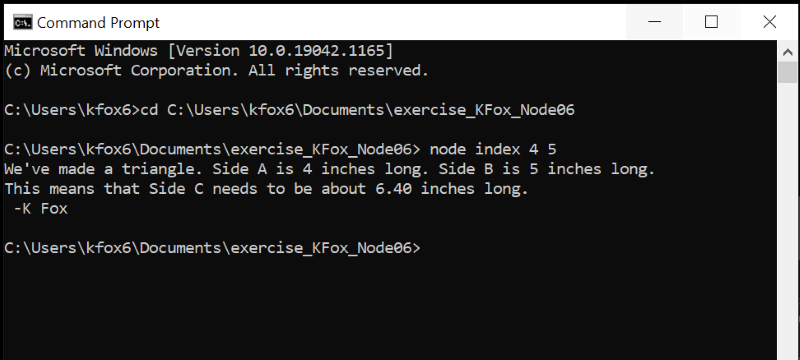 Command Prompt
Microsoft Windows [Version 10.0.19042.1165]
(c) Microsoft Corporation. All rights reserved.
C:\Users\kfox6>cd C:\Users\kfox6\Documents\exercise_KFox_Node06
C:\Users\kfox6\Documents\exercise_KFox_Node06> node index 4 5
We've made a triangle. Side A is 4 inches long. Side B is 5 inches long.
This means that Side C needs to be about 6.40 inches long.
 -K Fox
C:\Users\kfox6\Documents\exercise_KFox_Node06>